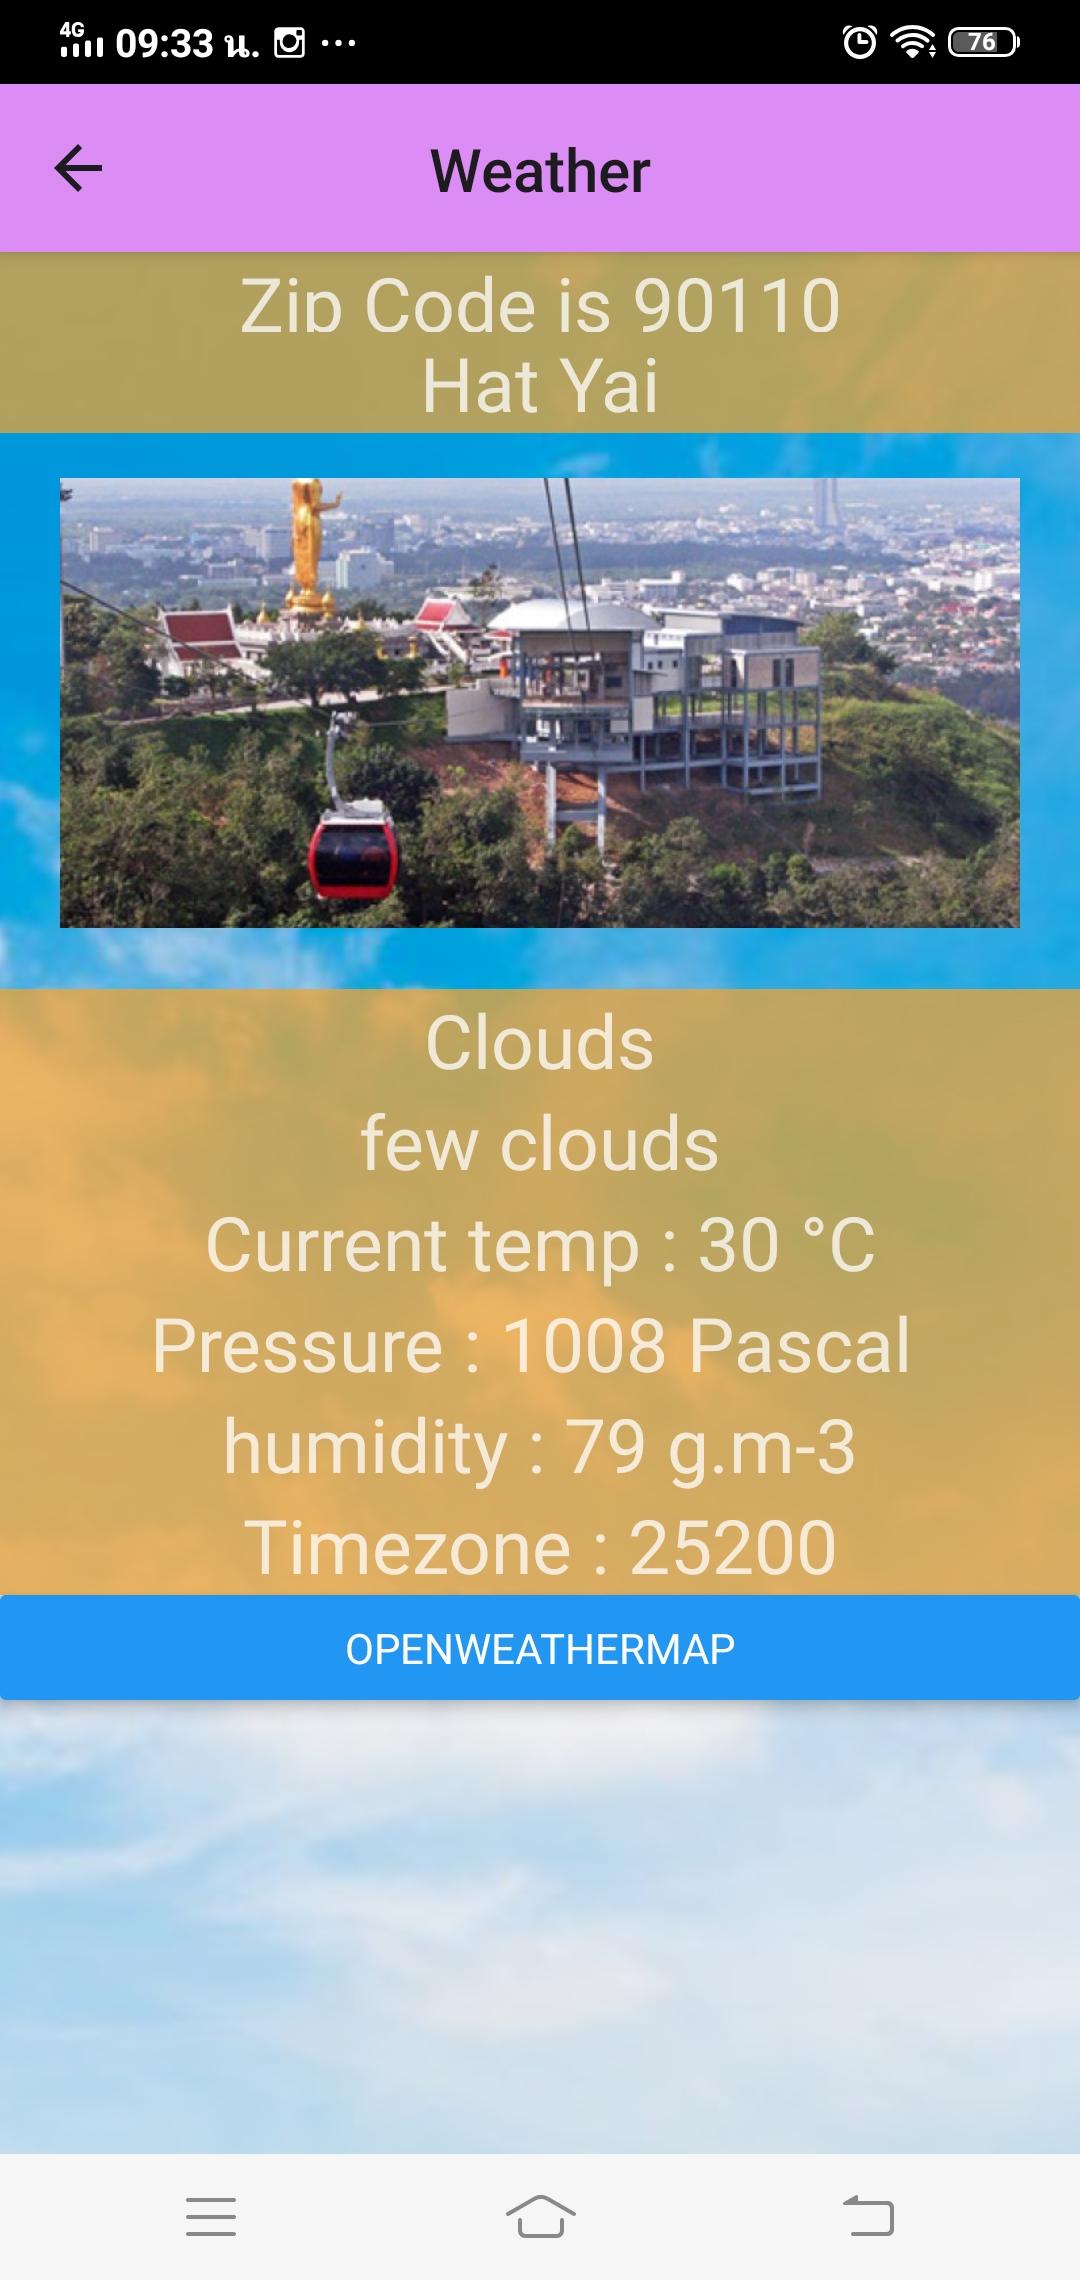 4G 09:33 น. 76
Weather
Zip Code is 90110
Hat Yai
Clouds
few clouds
Current temp : 30 °C
Pressure : 1008 Pascal
humidity : 79 g.m-3
Timezone : 25200
OPENWEATHERMAP